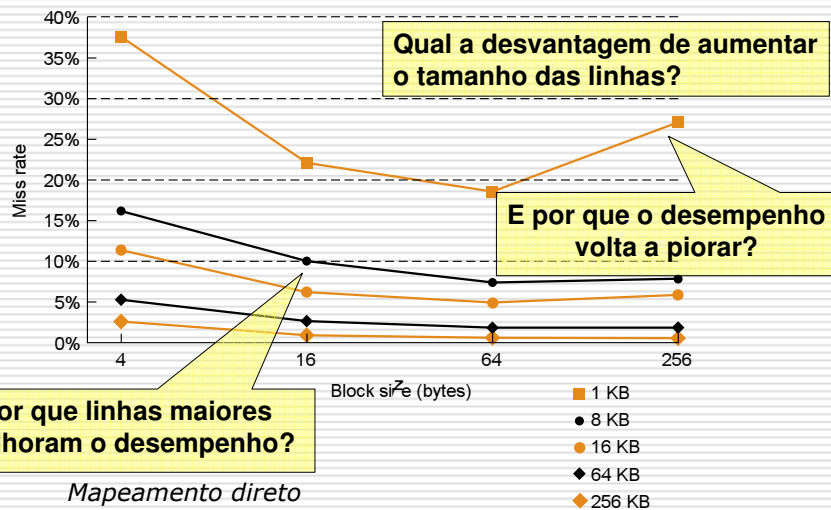 40%
35%
30%
25%
20%
15%
10%
5%
0%
Miss rate
Qual a desvantagem de aumentar
o tamanho das linhas?
E por que o desempenho
volta a piorar?
4 16 64 256
Block size (bytes)
or que linhas maiores
lhoram o desempenho?
Mapeamento direto
1 KB
8 KB
16 KB
64 KB
256 KB